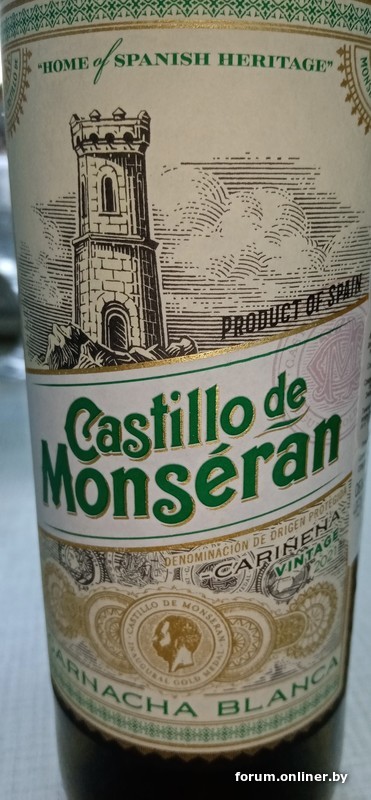 "HOME of SPANISH HERITAGE"
PRODUCT OF SPAIN
Castillo de
Monséran
DENOMINACIÓN DE ORIGEN PROTEGIDA
-CARIÑENA
VINTAGE
CASTILLO DE MONSERAN
GARNACHA BLANCA
forum.onliner.by